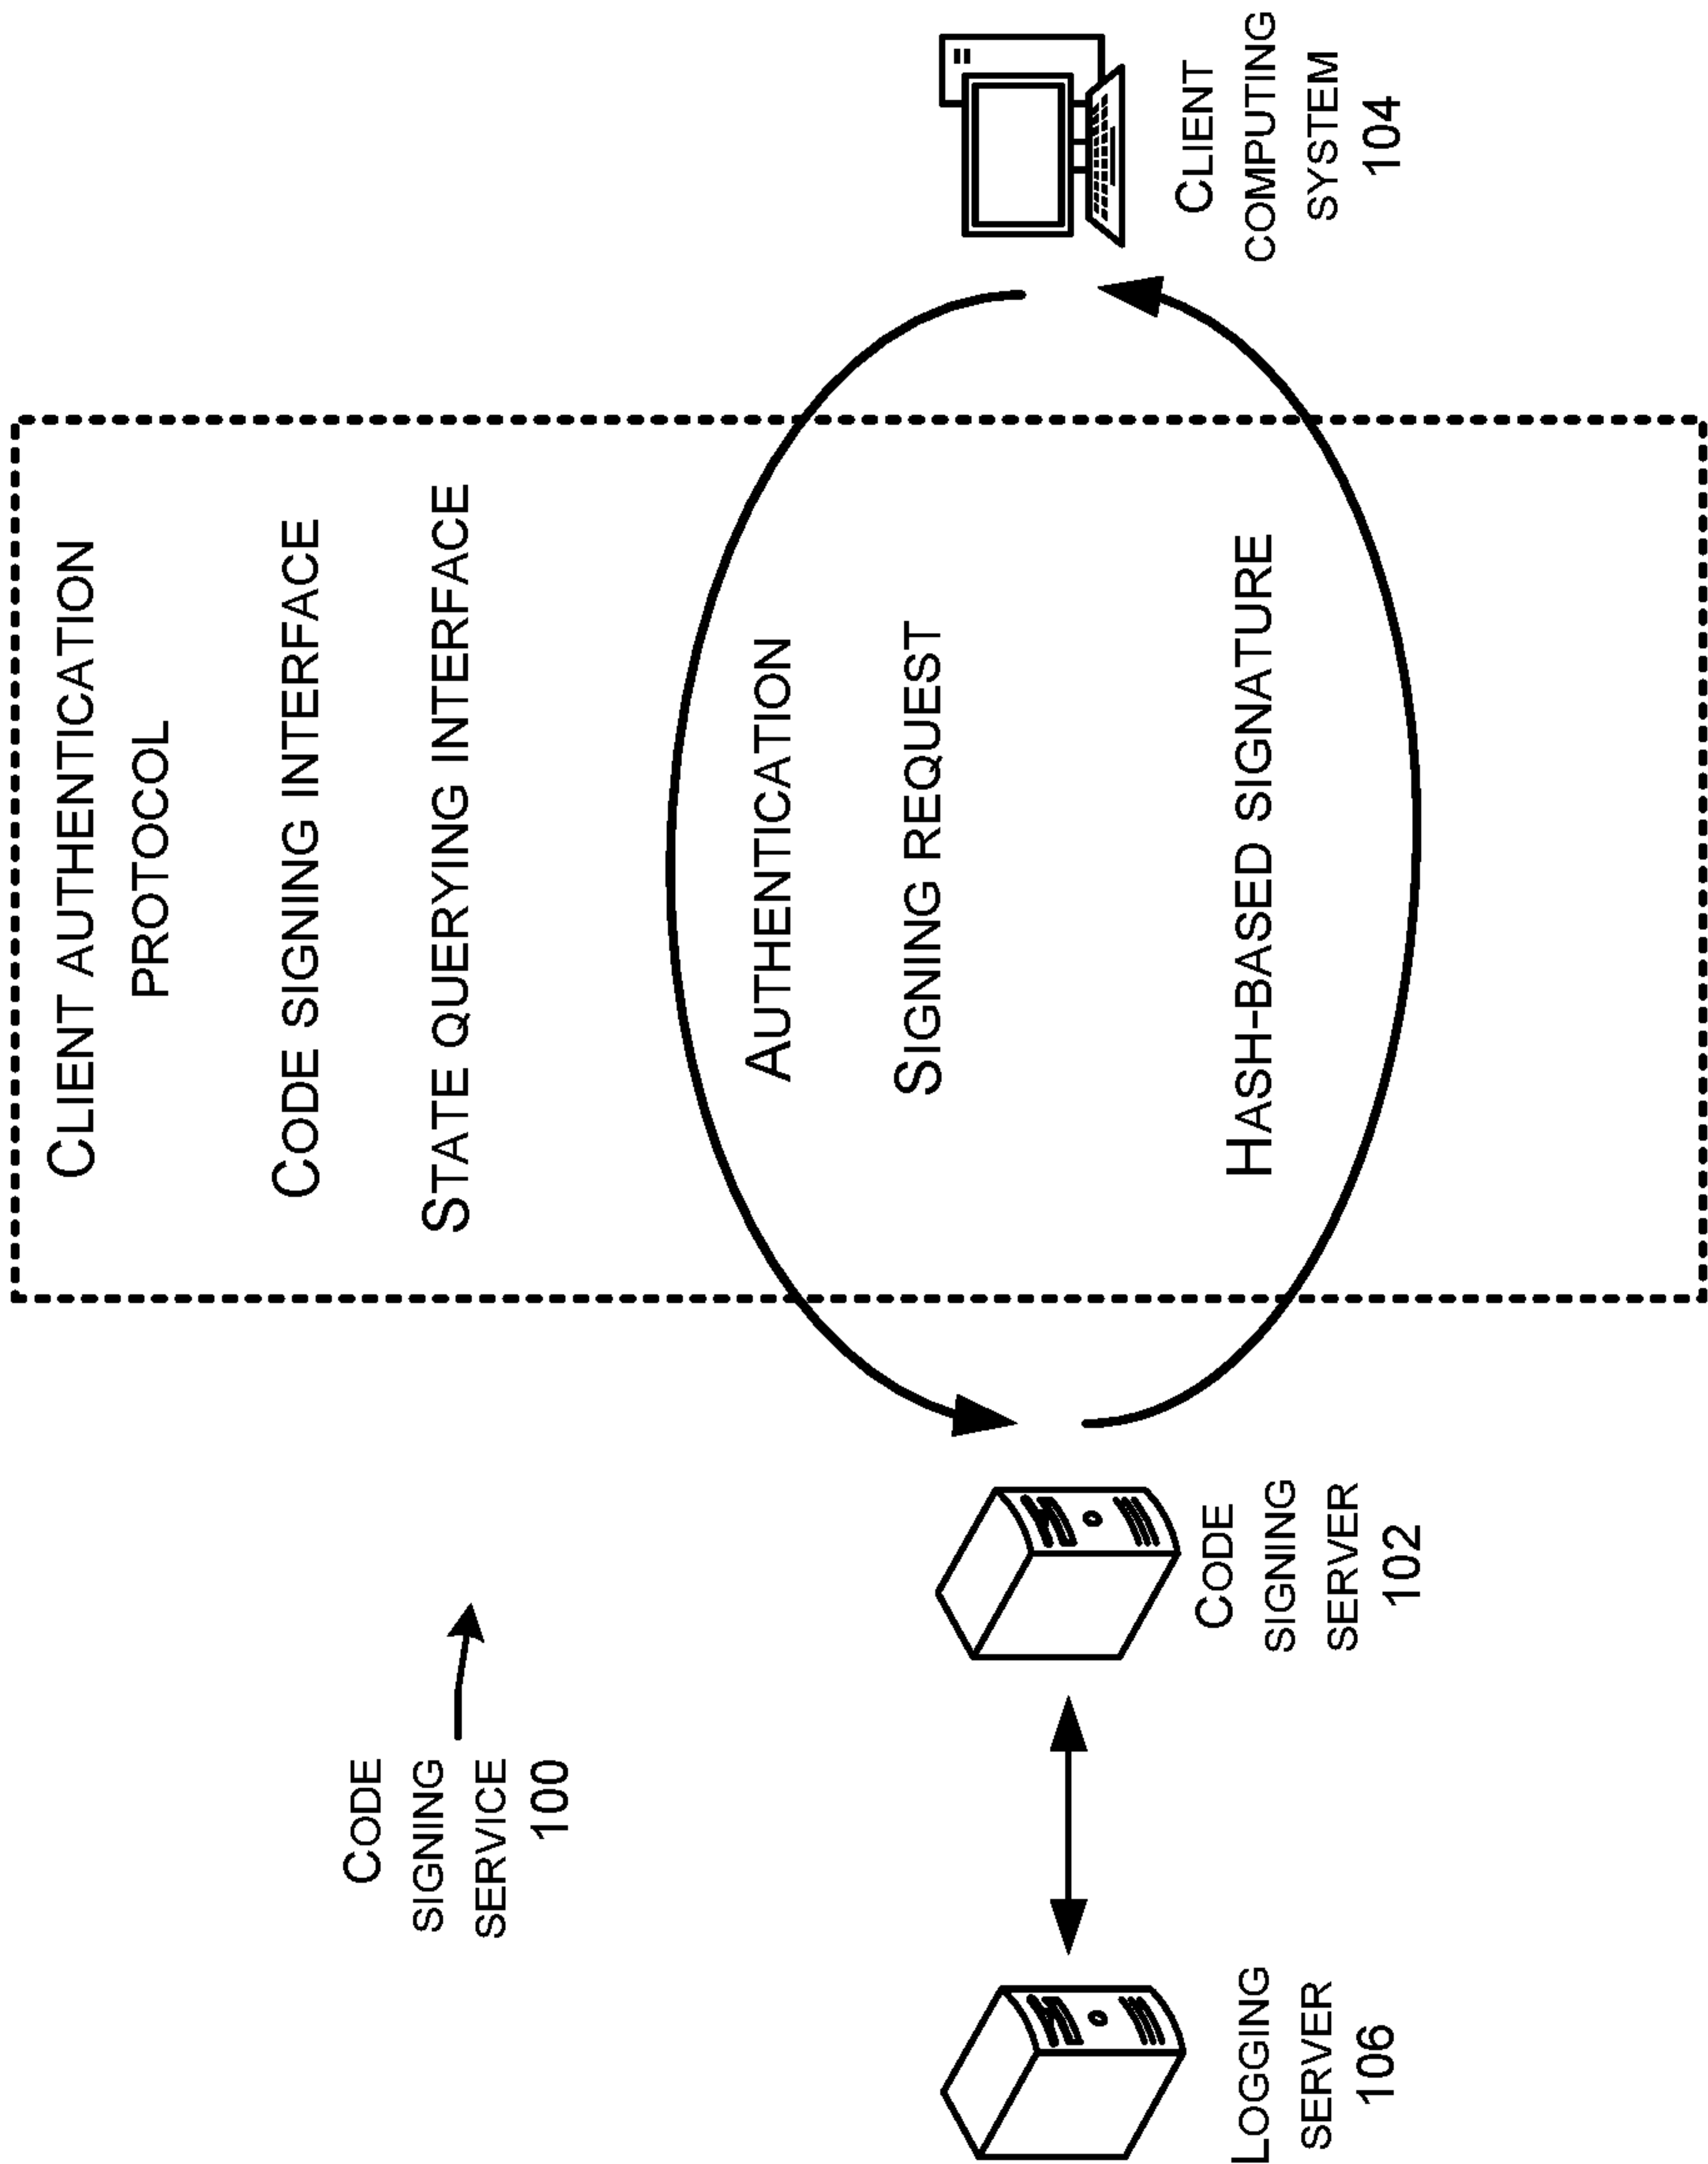 CLIENT AUTHENTICATION
PROTOCOL
CODE SIGNING INTERFACE
STATE QUERYING INTERFACE
CODE
SIGNING
SERVICE
100
AUTHENTICATION
SIGNING REQUEST
HASH-BASED SIGNATURE
LOGGING
SERVER
106
CODE
SIGNING
SERVER
102
CLIENT
COMPUTING
SYSTEM
104